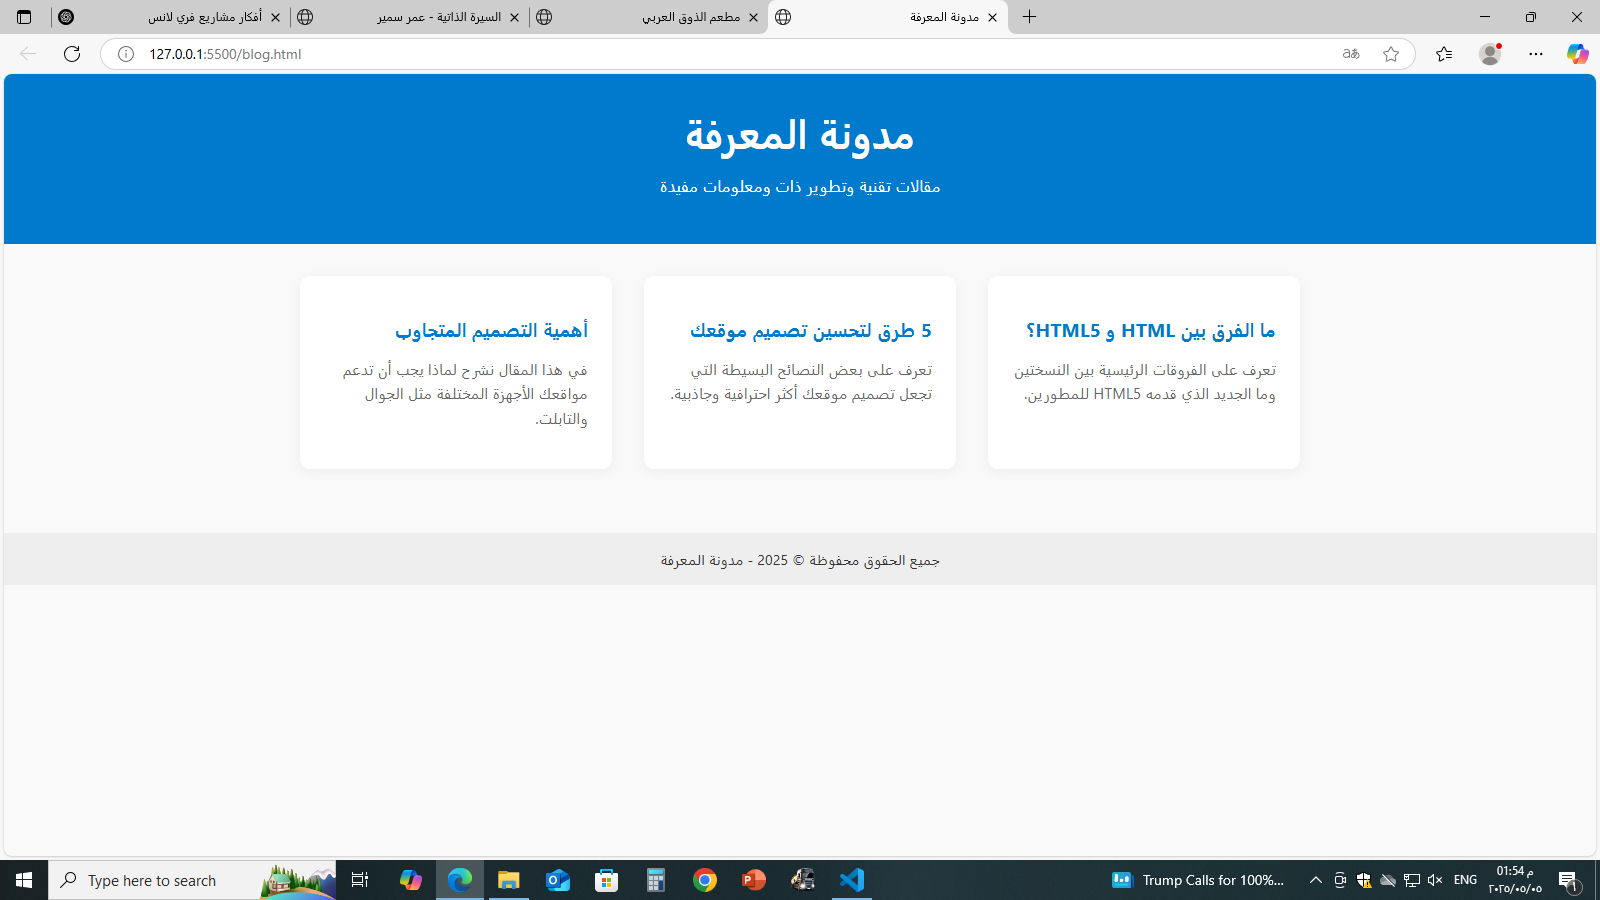 أفكار مشاريع فري لانس
السيرة الذاتية - عمر سمير
مطعم الذوق العربي
مدونة المعرفة
127.0.0.1:5500/blog.html
مدونة المعرفة
مقالات تقنية وتطوير ذات ومعلومات مفيدة
ما الفرق بين HTML و HTML5؟
تعرف على الفروقات الرئيسية بين النسختين
وما الجديد الذي قدمه HTML5 للمطورين.
5 طرق لتحسين تصميم موقعك
تعرف على بعض النصائح البسيطة التي
تجعل تصميم موقعك أكثر احترافية وجاذبية.
أهمية التصميم المتجاوب
في هذا المقال نشرح لماذا يجب أن تدعم
مواقعك الأجهزة المختلفة مثل الجوال
والتابلت.
جميع الحقوق محفوظة © 2025 - مدونة المعرفة
Type here to search
Trump Calls for 100%...
ENG
01:54 م
٢٠٢٥/٠٥/٠٥
١